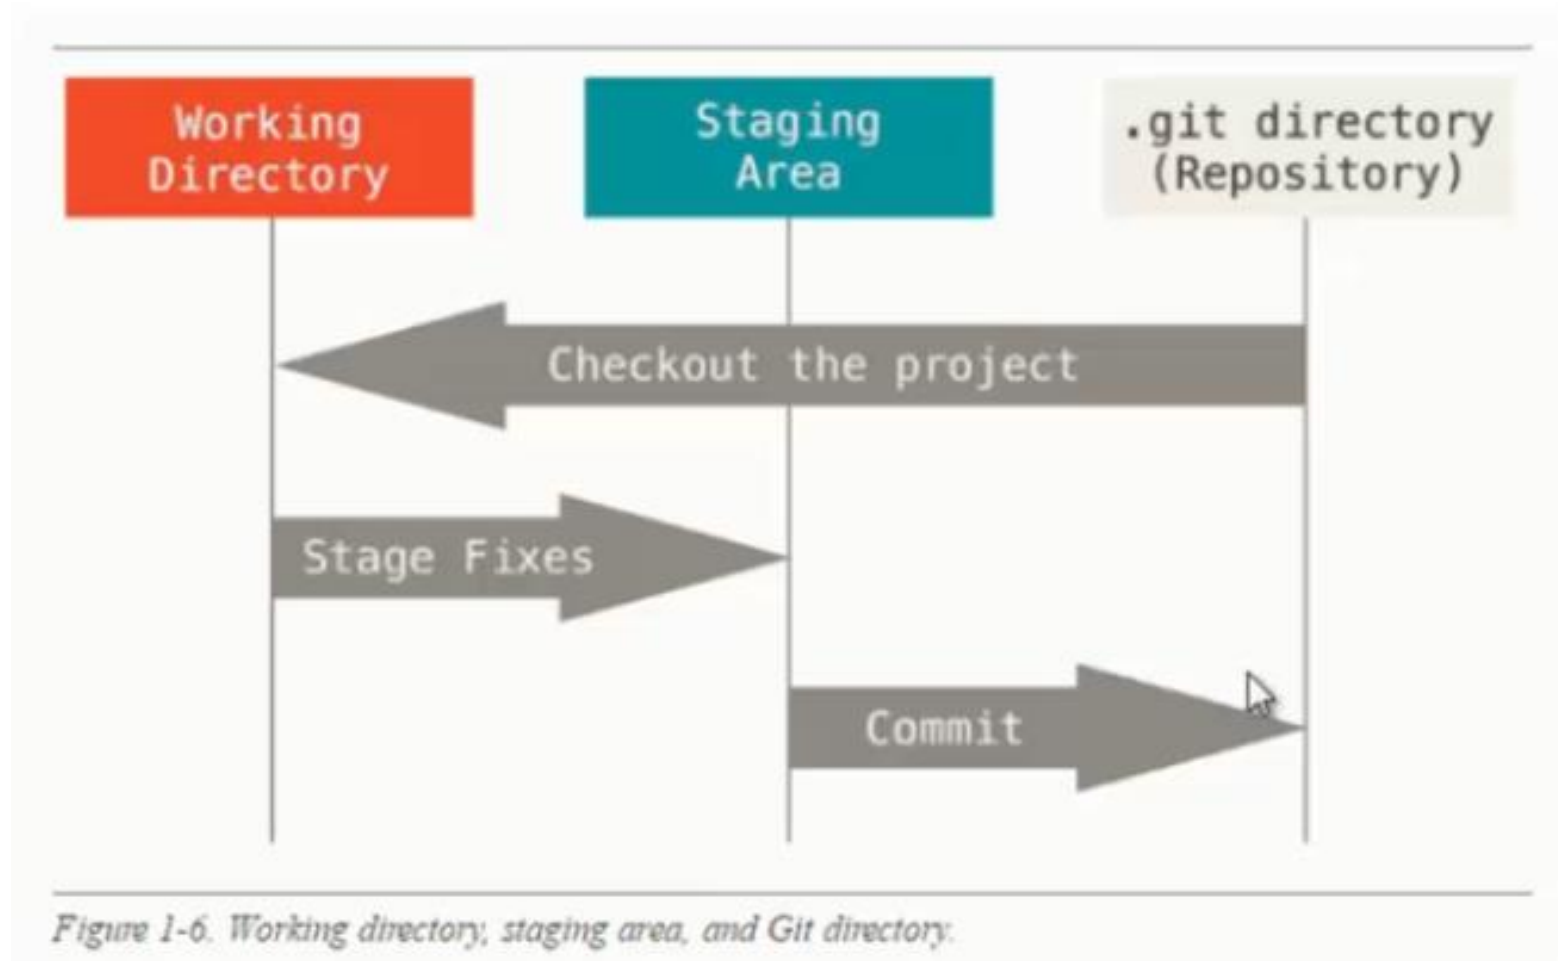 Working
Directory
Staging
Area
.git directory
(Repository)
Checkout the project
Stage Fixes
Commit
Figure 1-6. Working directory, staging area, and Git directory.